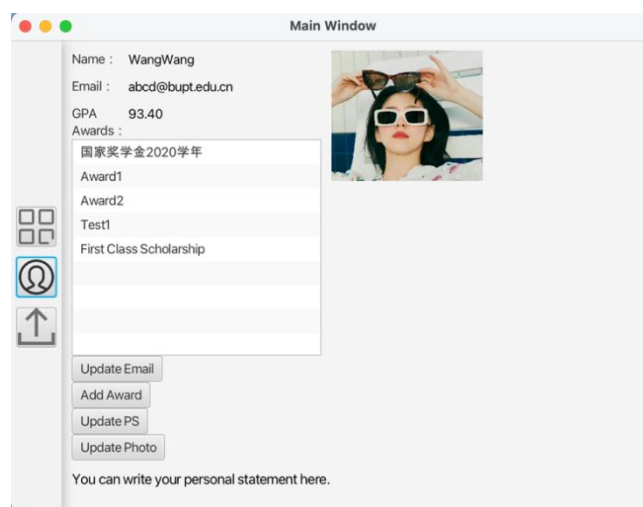 Main Window
Name : WangWang
Email : abcd@bupt.edu.cn
GPA 93.40
Awards :
国家奖学金2020学年
Award1
Award2
Test1
First Class Scholarship
Update Email
Add Award
Update PS
Update Photo
You can write your personal statement here.